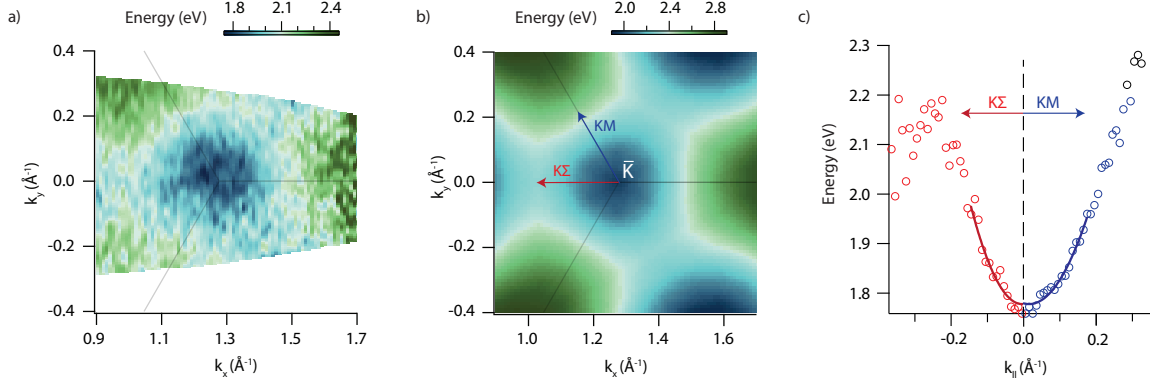 a)
Energy (eV)
1.8 2.1 2.4
0.4
0.2
0.0
-0.2
-0.4
k_y (Å⁻¹)
0.9 1.1 1.3 1.5 1.7
k_x (Å⁻¹)
b)
Energy (eV)
2.0 2.4 2.8
0.4
0.2
0.0
-0.2
-0.4
k_y (Å⁻¹)
KM
KΣ
K̅
1.0 1.2 1.4 1.6
k_x (Å⁻¹)
c)
2.3
2.2
2.1
2.0
1.9
1.8
Energy (eV)
KΣ KM
-0.2 0.0 0.2
k_|| (Å⁻¹)